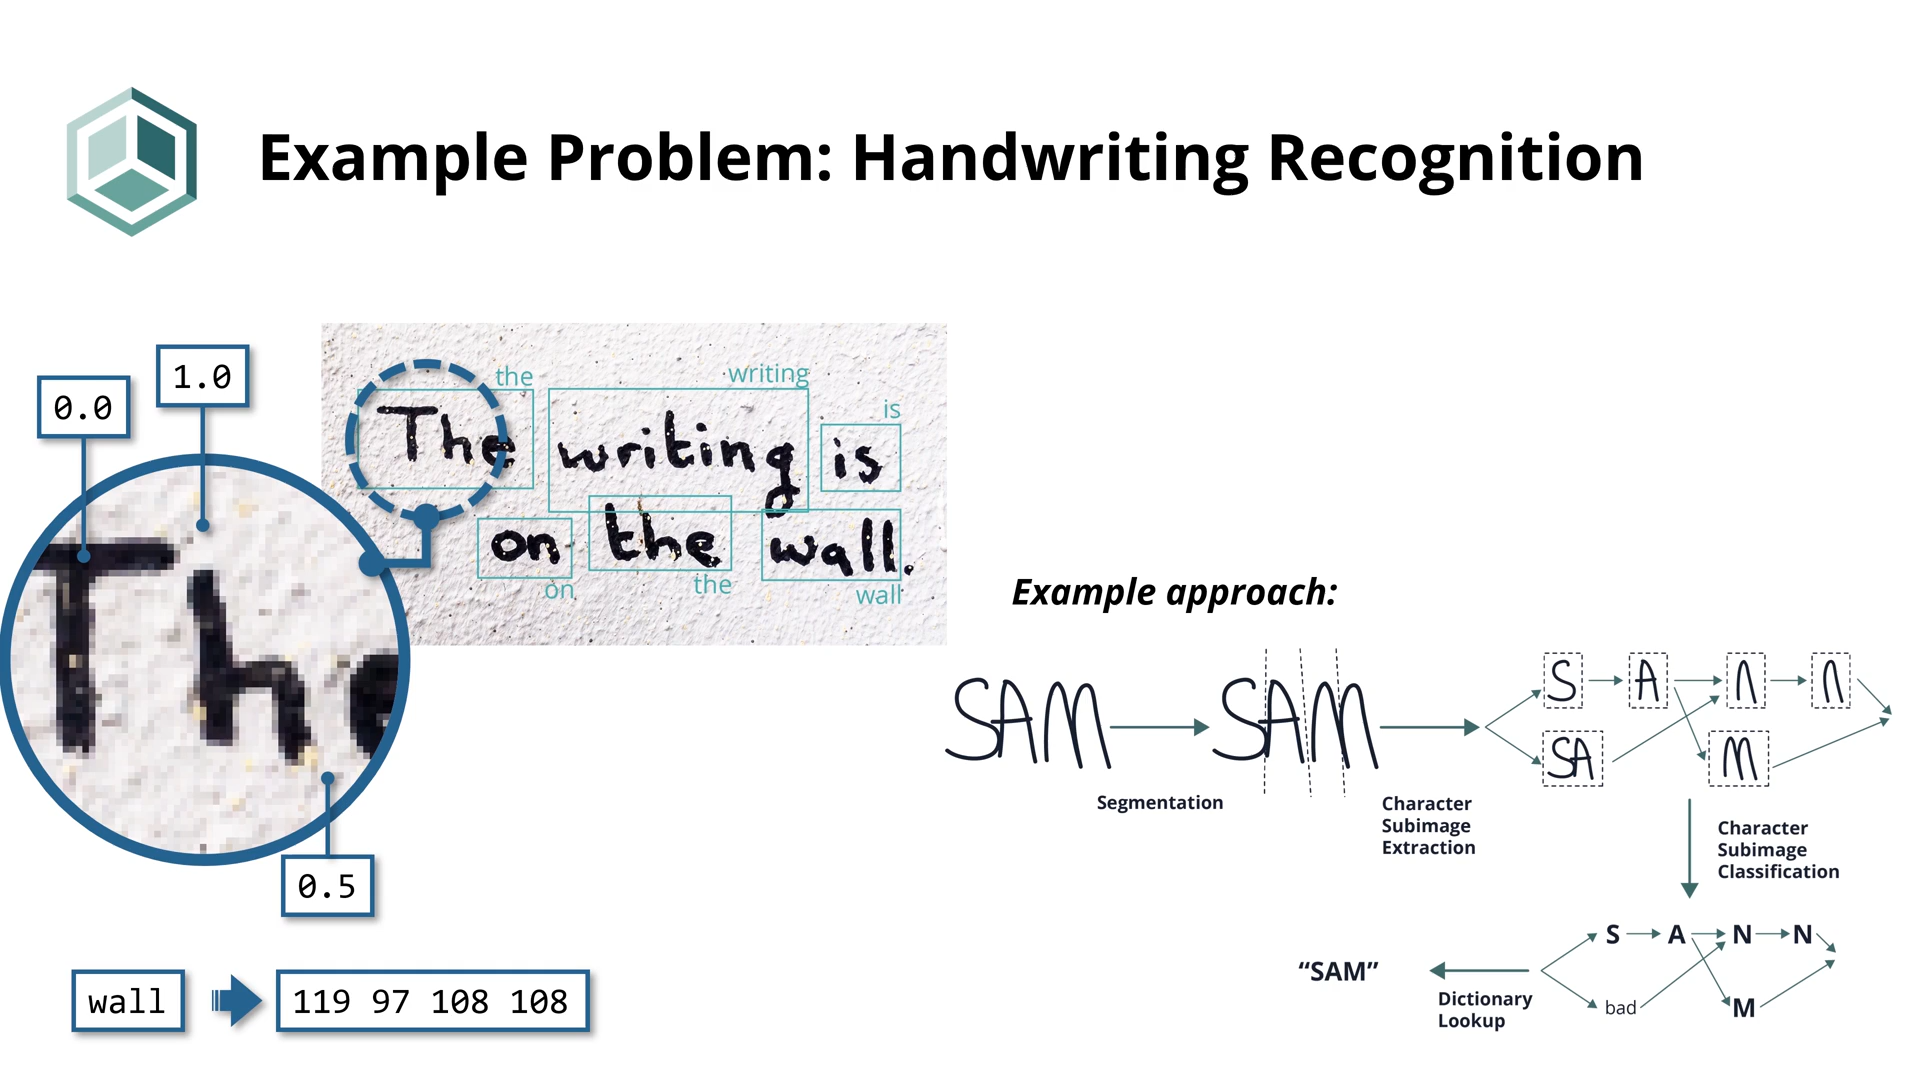 Example Problem: Handwriting Recognition
0.0
1.0
the
writing
is
The writing is
on the wall.
on
the
wall
0.5
wall
119 97 108 108
Example approach:
SAM
SAM
S A n n
SA M
Segmentation
Character
Subimage
Extraction
Character
Subimage
Classification
S A N N
bad M
"SAM"
Dictionary
Lookup
Th